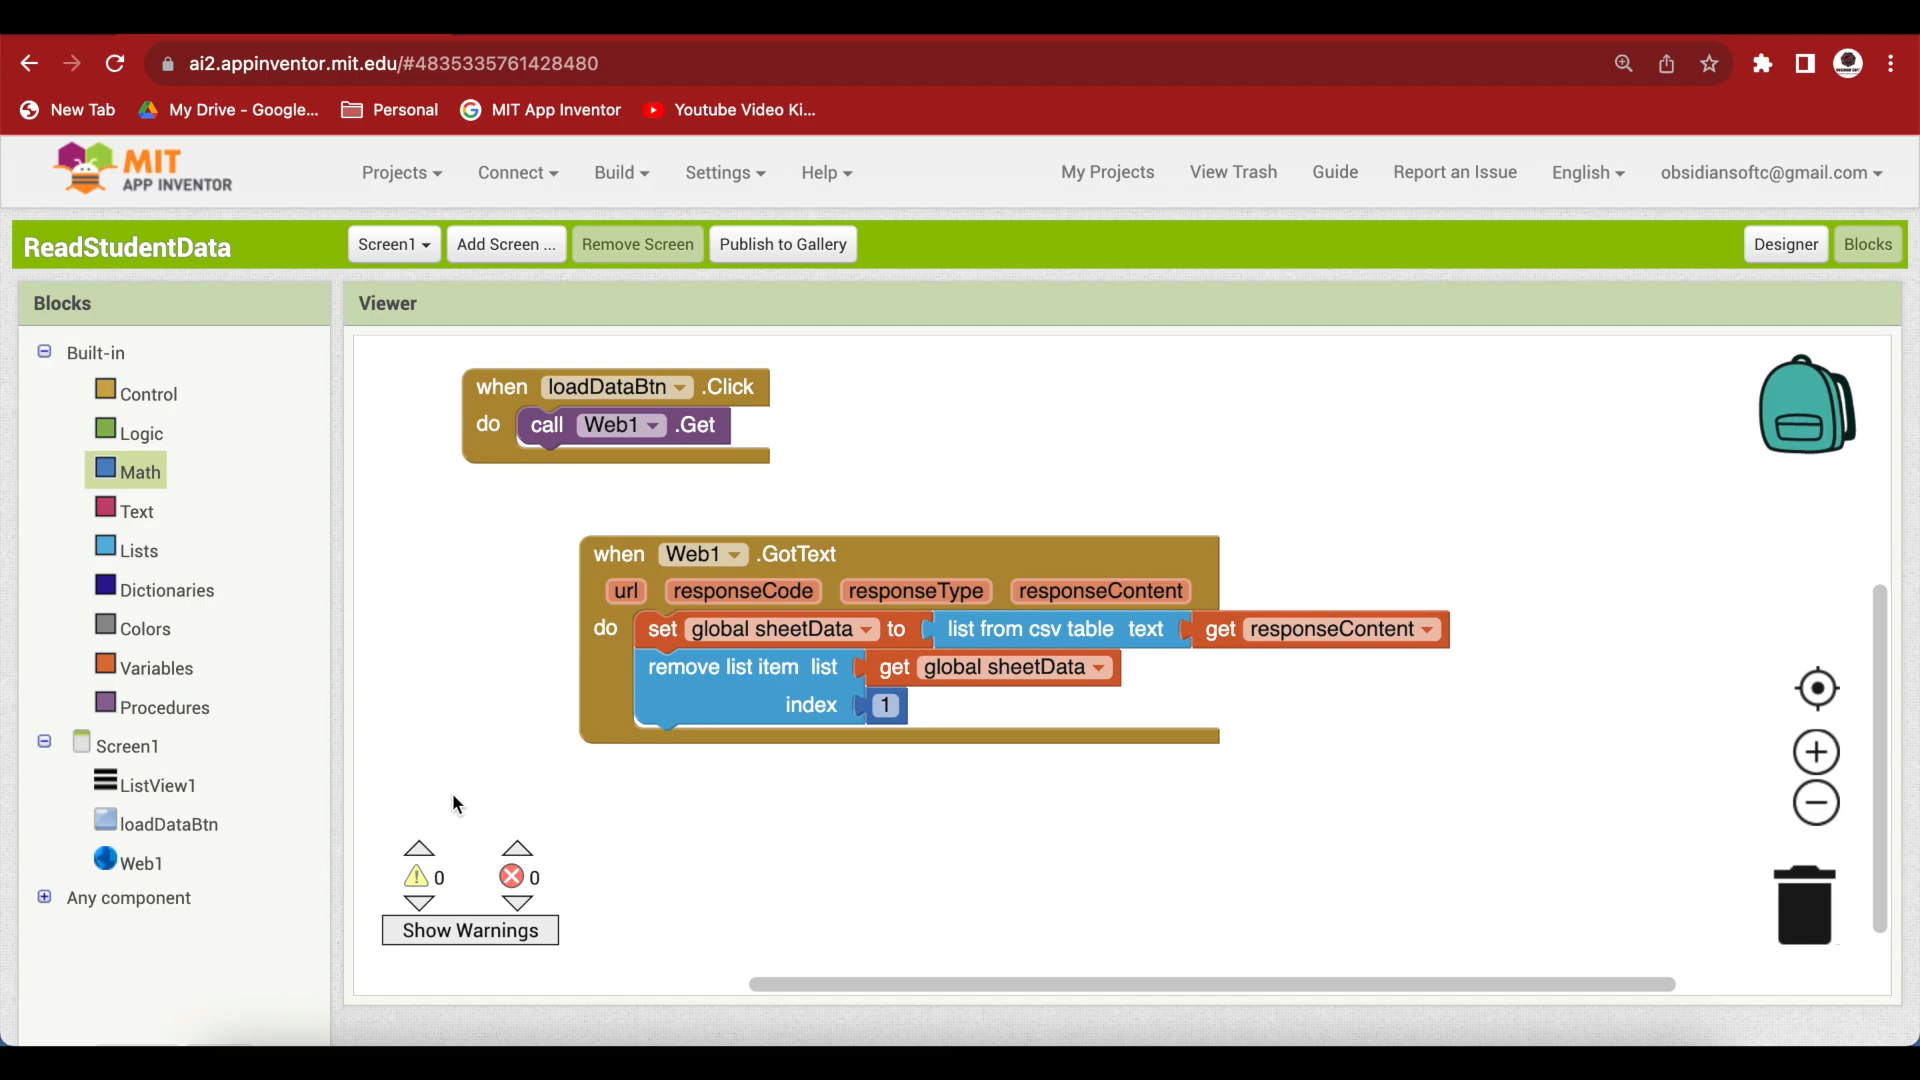 ai2.appinventor.mit.edu/#4835335761428480
New Tab My Drive - Google... Personal MIT App Inventor Youtube Video Ki...
MIT
APP INVENTOR
Projects Connect Build Settings Help My Projects View Trash Guide Report an Issue English obsidiansoftc@gmail.com
ReadStudentData Screen1 Add Screen ... Remove Screen Publish to Gallery Designer Blocks
Blocks
Built-in
Control
Logic
Math
Text
Lists
Dictionaries
Colors
Variables
Procedures
Screen1
ListView1
loadDataBtn
Web1
Any component
Viewer
when loadDataBtn .Click
do call Web1 .Get
when Web1 .GotText
url responseCode responseType responseContent
do set global sheetData to list from csv table text get responseContent
remove list item list get global sheetData
index 1
0 0
Show Warnings